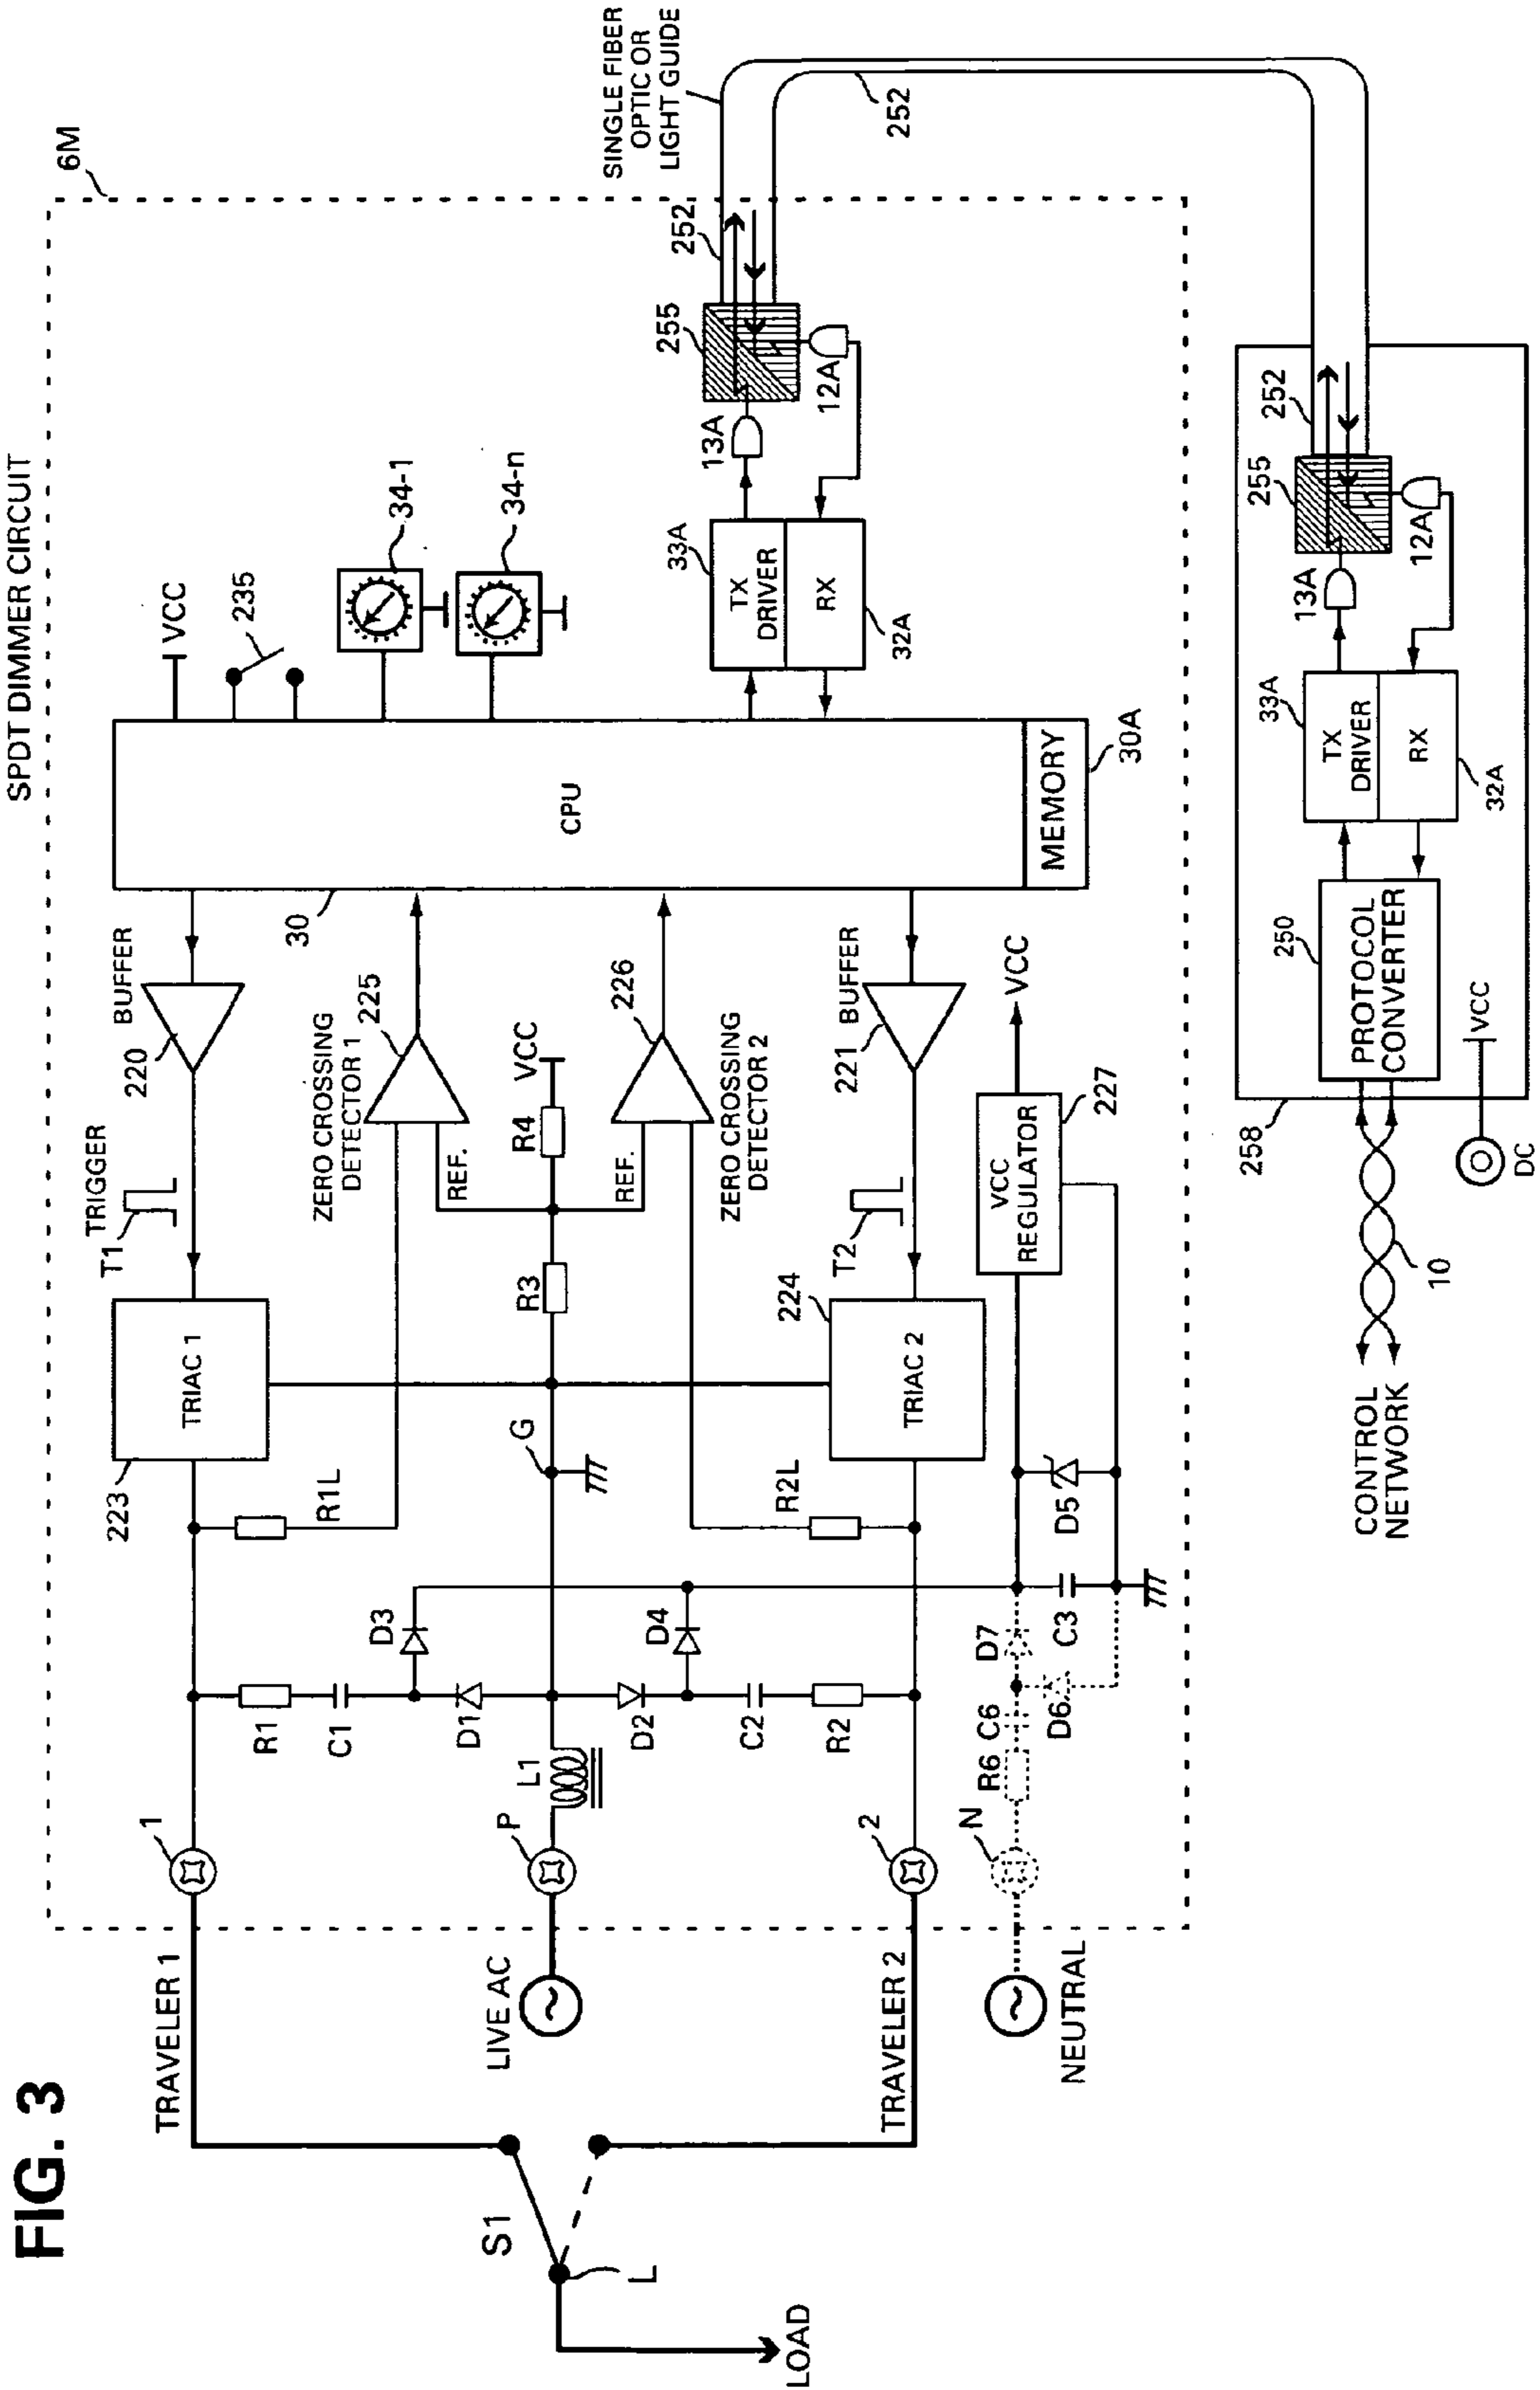 FIG. 3
SPDT DIMMER CIRCUIT
6M
TRAVELER 1
1
223
TRIAC 1
T1
TRIGGER
220
BUFFER
30
VCC
235
34-1
34-n
R1
C1
D1
D3
R1L
ZERO CROSSING
DETECTOR 1
225
REF.
CPU
MEMORY
30A
LIVE AC
P
L1
G
R3
R4
VCC
S1
L
LOAD
D2
D4
C2
R2
R2L
REF.
226
ZERO CROSSING
DETECTOR 2
TRAVELER 2
2
224
TRIAC 2
T2
221
BUFFER
33A
TX
DRIVER
RX
32A
13A
12A
255
252
SINGLE FIBER
OPTIC OR
LIGHT GUIDE
252
NEUTRAL
N
R6
C6
D7
D6
C3
D5
VCC
REGULATOR
227
VCC
258
CONTROL
NETWORK
10
250
PROTOCOL
CONVERTER
33A
TX
DRIVER
RX
32A
13A
12A
255
252
DC
VCC